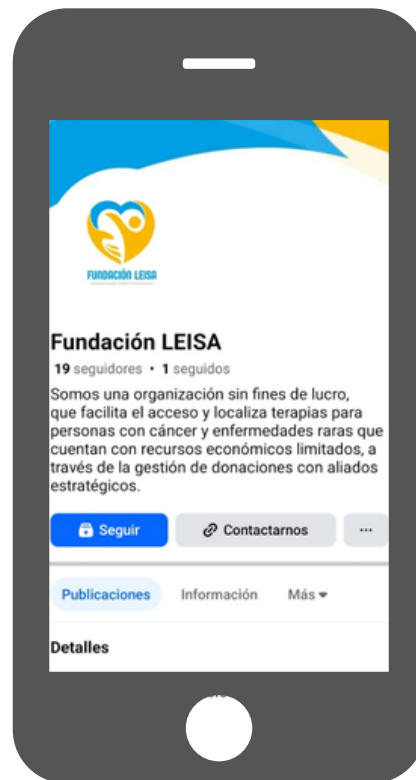 FUNDACIÓN LEISA
Fundación LEISA
19 seguidores • 1 seguidos
Somos una organización sin fines de lucro,
que facilita el acceso y localiza terapias para
personas con cáncer y enfermedades raras que
cuentan con recursos económicos limitados, a
través de la gestión de donaciones con aliados
estratégicos.
Seguir
Contactarnos
...
Publicaciones
Información
Más
Detalles